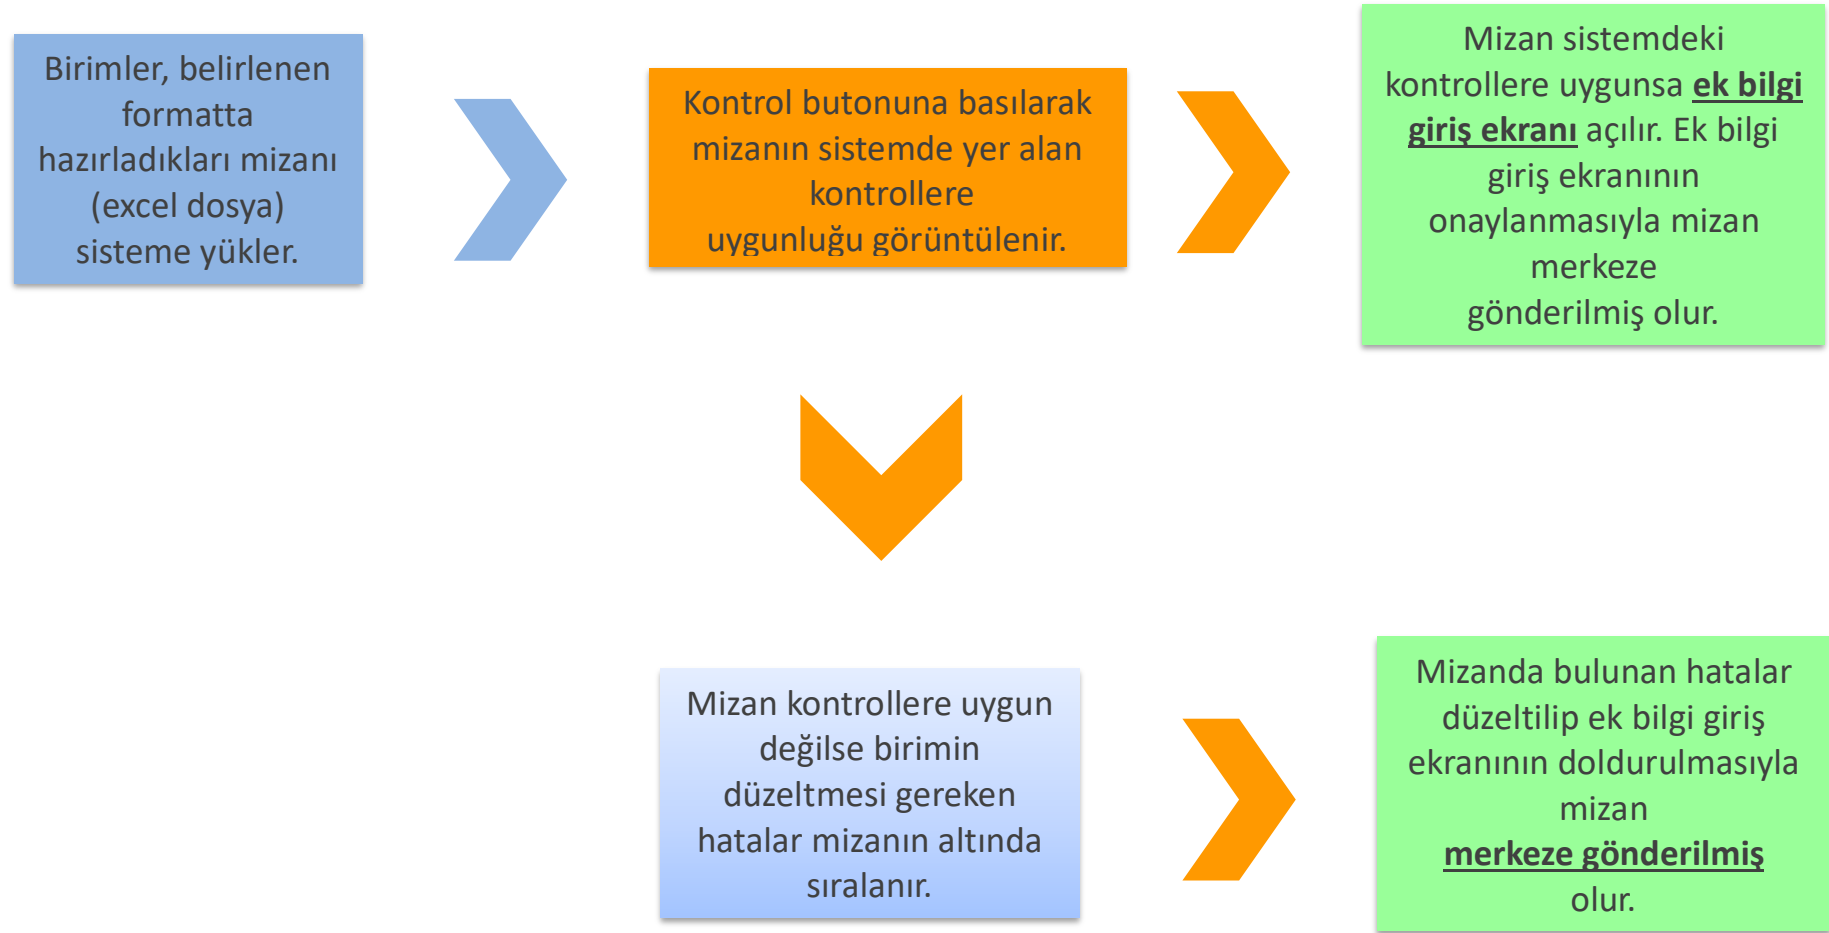 Birimler, belirlenen
formatta
hazırladıkları mizanı
(excel dosya)
sisteme yükler.
Kontrol butonuna basılarak
mizanın sistemde yer alan
kontrollere
uygunluğu görüntülenir.
Mizan sistemdeki
kontrollere uygunsa ek bilgi
giriş ekranı açılır. Ek bilgi
giriş ekranının
onaylanmasıyla mizan
merkeze
gönderilmiş olur.
Mizan kontrollere uygun
değilse birimin
düzeltmesi gereken
hatalar mizanın altında
sıralanır.
Mizanda bulunan hatalar
düzeltilip ek bilgi giriş
ekranının doldurulmasıyla
mizan
merkeze gönderilmiş
olur.